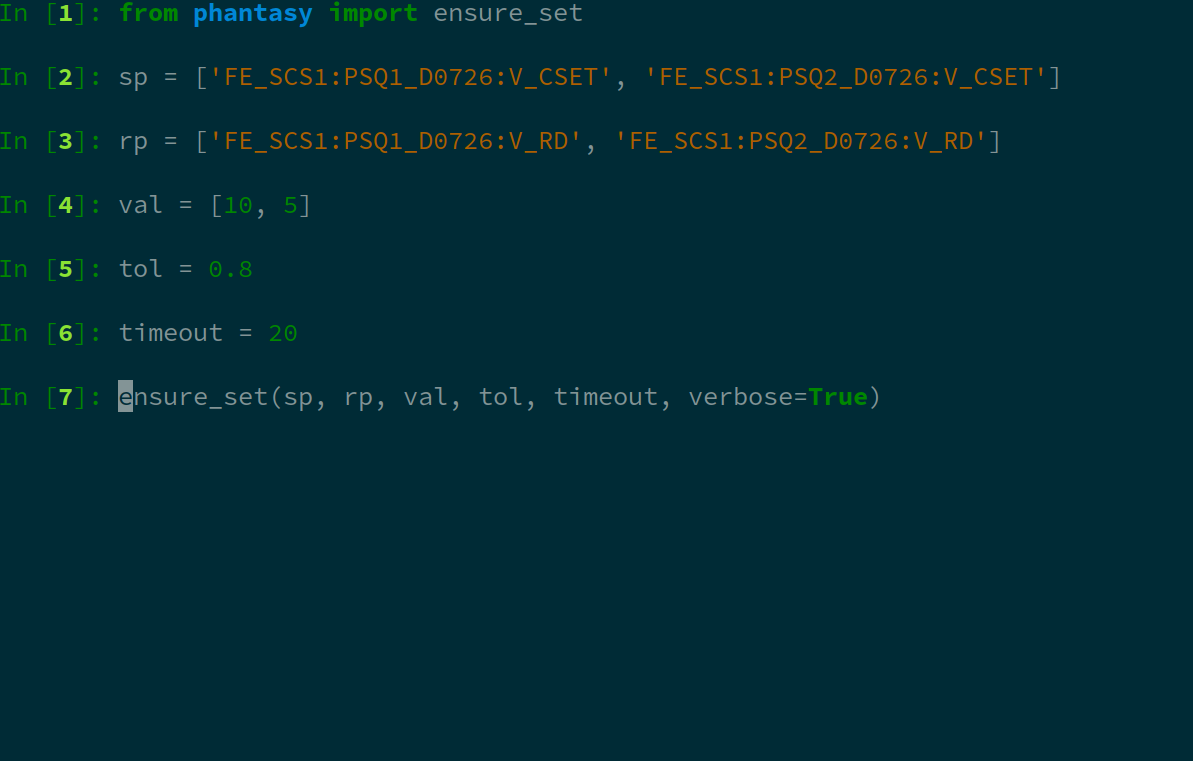 In [1]: from phantasy import ensure_set
In [2]: sp = ['FE_SCS1:PSQ1_D0726:V_CSET', 'FE_SCS1:PSQ2_D0726:V_CSET']
In [3]: rp = ['FE_SCS1:PSQ1_D0726:V_RD', 'FE_SCS1:PSQ2_D0726:V_RD']
In [4]: val = [10, 5]
In [5]: tol = 0.8
In [6]: timeout = 20
In [7]: ensure_set(sp, rp, val, tol, timeout, verbose=True)